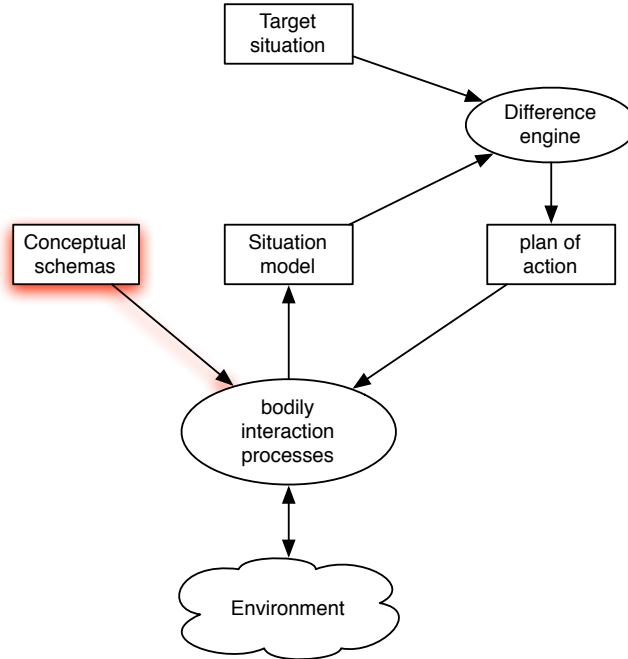 Target
situation
Difference
engine
Conceptual
schemas
Situation
model
plan of
action
bodily
interaction
processes
Environment